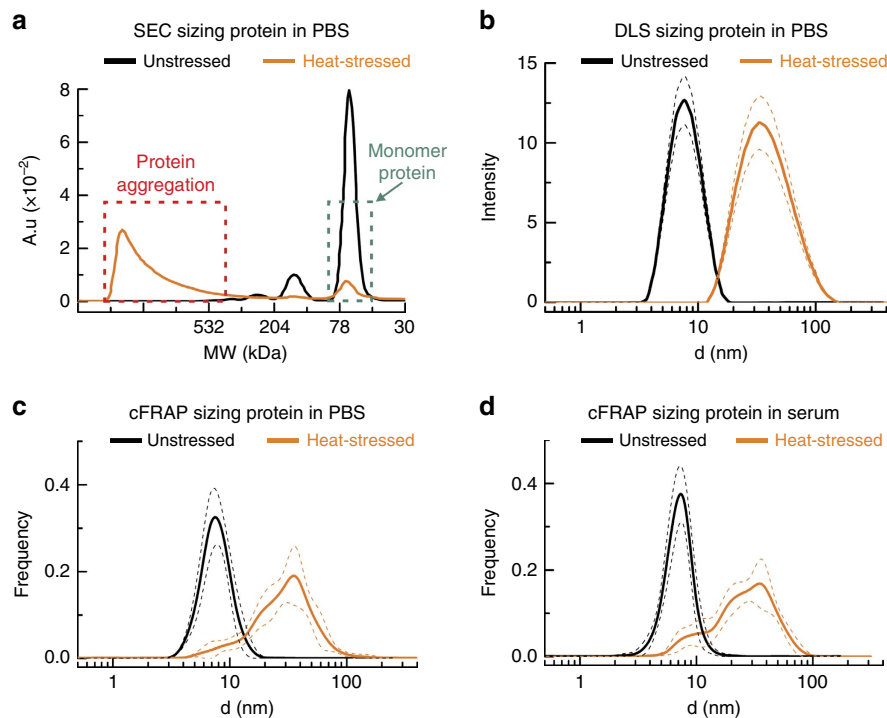 a
SEC sizing protein in PBS
Unstressed
Heat-stressed
8
6
4
2
0
A.u (×10−2)
Protein
aggregation
Monomer
protein
532
204
78
30
MW (kDa)
b
DLS sizing protein in PBS
Unstressed
Heat-stressed
15
10
5
0
Intensity
1
10
100
d (nm)
c
cFRAP sizing protein in PBS
Unstressed
Heat-stressed
0.4
0.2
0.0
Frequency
1
10
100
d (nm)
d
cFRAP sizing protein in serum
Unstressed
Heat-stressed
0.4
0.2
0.0
Frequency
1
10
100
d (nm)